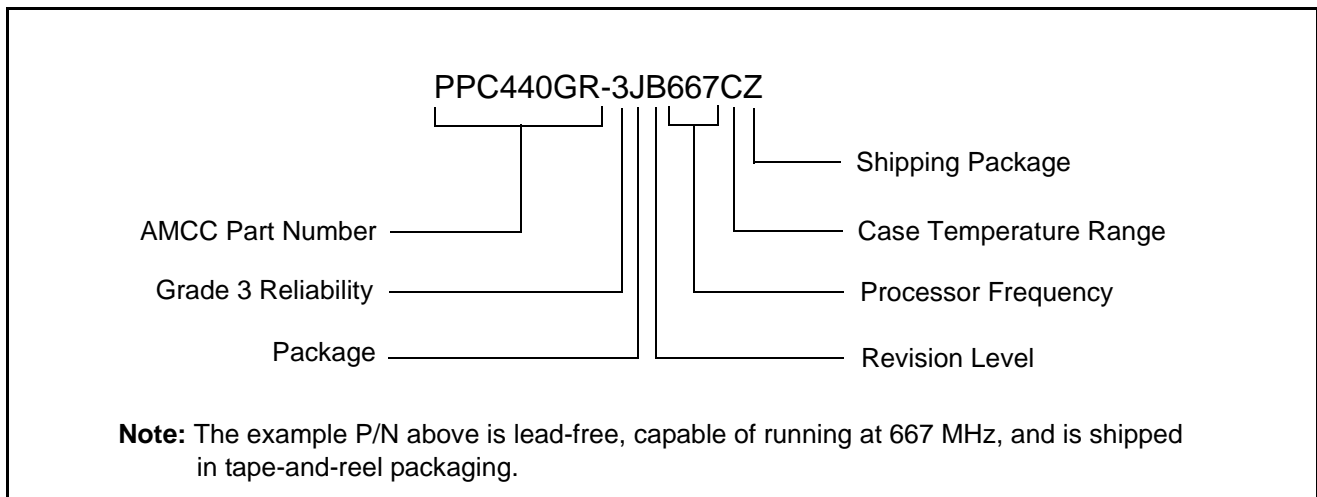 PPC440GR-3JB667CZ
Shipping Package
AMCC Part Number
Case Temperature Range
Grade 3 Reliability
Processor Frequency
Package
Revision Level
Note: The example P/N above is lead-free, capable of running at 667 MHz, and is shipped
in tape-and-reel packaging.